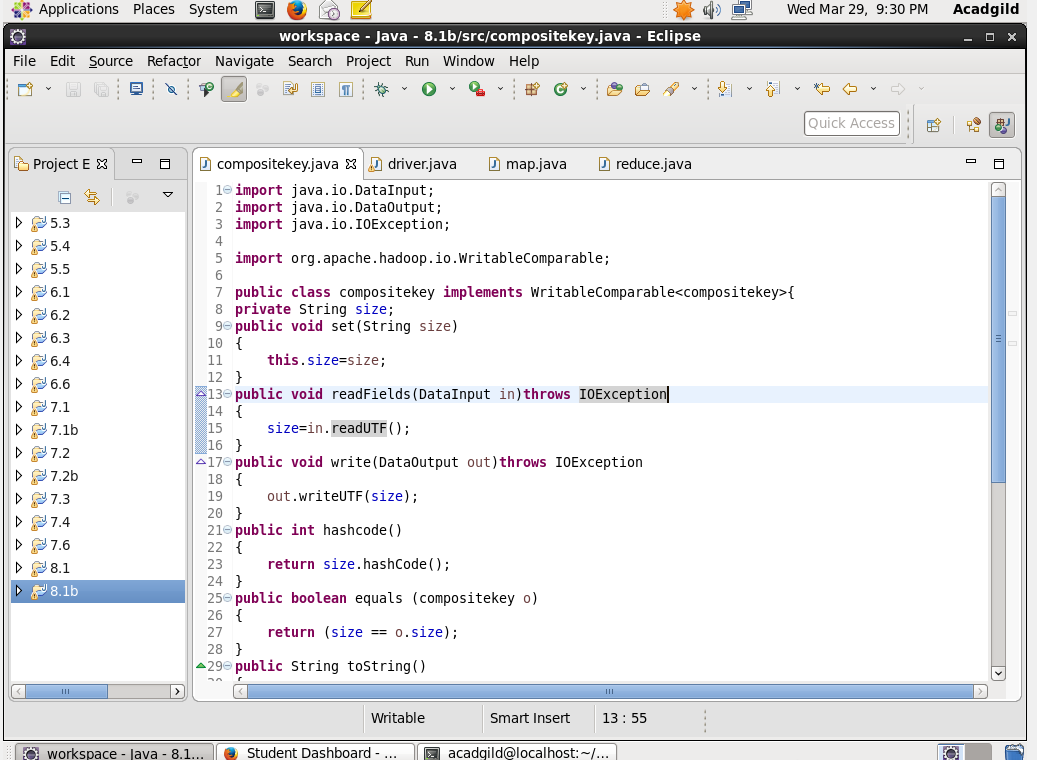 Applications Places System Wed Mar 29, 9:30 PM Acadgild
workspace - Java - 8.1b/src/compositekey.java - Eclipse
File Edit Source Refactor Navigate Search Project Run Window Help
Quick Access
Project E
compositekey.java driver.java map.java reduce.java
5.3
5.4
5.5
6.1
6.2
6.3
6.4
6.6
7.1
7.1b
7.2
7.2b
7.3
7.4
7.6
8.1
8.1b
1 import java.io.DataInput;
2 import java.io.DataOutput;
3 import java.io.IOException;
4
5 import org.apache.hadoop.io.WritableComparable;
6
7 public class compositekey implements WritableComparable<compositekey>{
8 private String size;
9 public void set(String size)
10 {
11     this.size=size;
12 }
13 public void readFields(DataInput in)throws IOException
14 {
15     size=in.readUTF();
16 }
17 public void write(DataOutput out)throws IOException
18 {
19     out.writeUTF(size);
20 }
21 public int hashcode()
22 {
23     return size.hashCode();
24 }
25 public boolean equals (compositekey o)
26 {
27     return (size == o.size);
28 }
29 public String toString()
Writable Smart Insert 13 : 55
workspace - Java - 8.1... Student Dashboard - ... acadgild@localhost:~/...